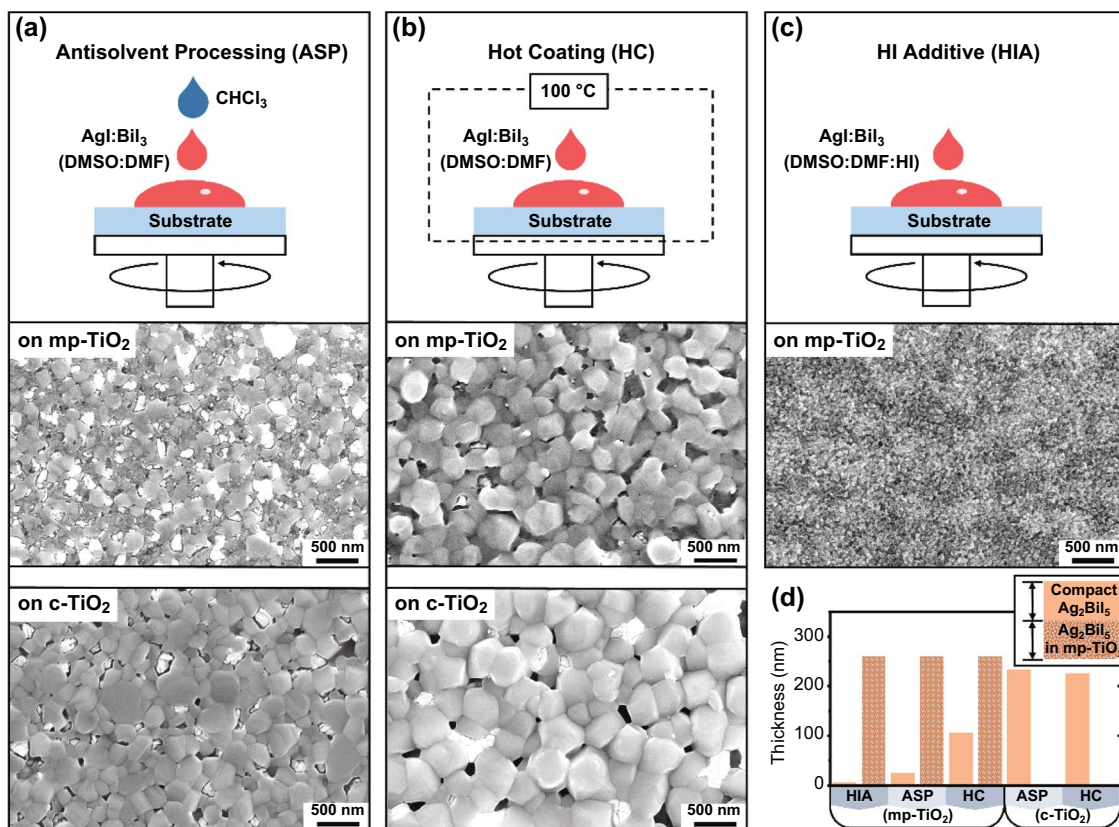 (a)
Antisolvent Processing (ASP)
CHCl₃
AgI:BiI₃
(DMSO:DMF)
Substrate
on mp-TiO₂
500 nm
on c-TiO₂
500 nm
(b)
Hot Coating (HC)
100 °C
AgI:BiI₃
(DMSO:DMF)
Substrate
on mp-TiO₂
500 nm
on c-TiO₂
500 nm
(c)
HI Additive (HIA)
AgI:BiI₃
(DMSO:DMF:HI)
Substrate
on mp-TiO₂
500 nm
(d)
Compact
Ag₂BiI₅
Ag₂BiI₅
in mp-TiO
Thickness (nm)
300
200
100
0
HIA
ASP
HC
ASP
HC
(mp-TiO₂)
(c-TiO₂)